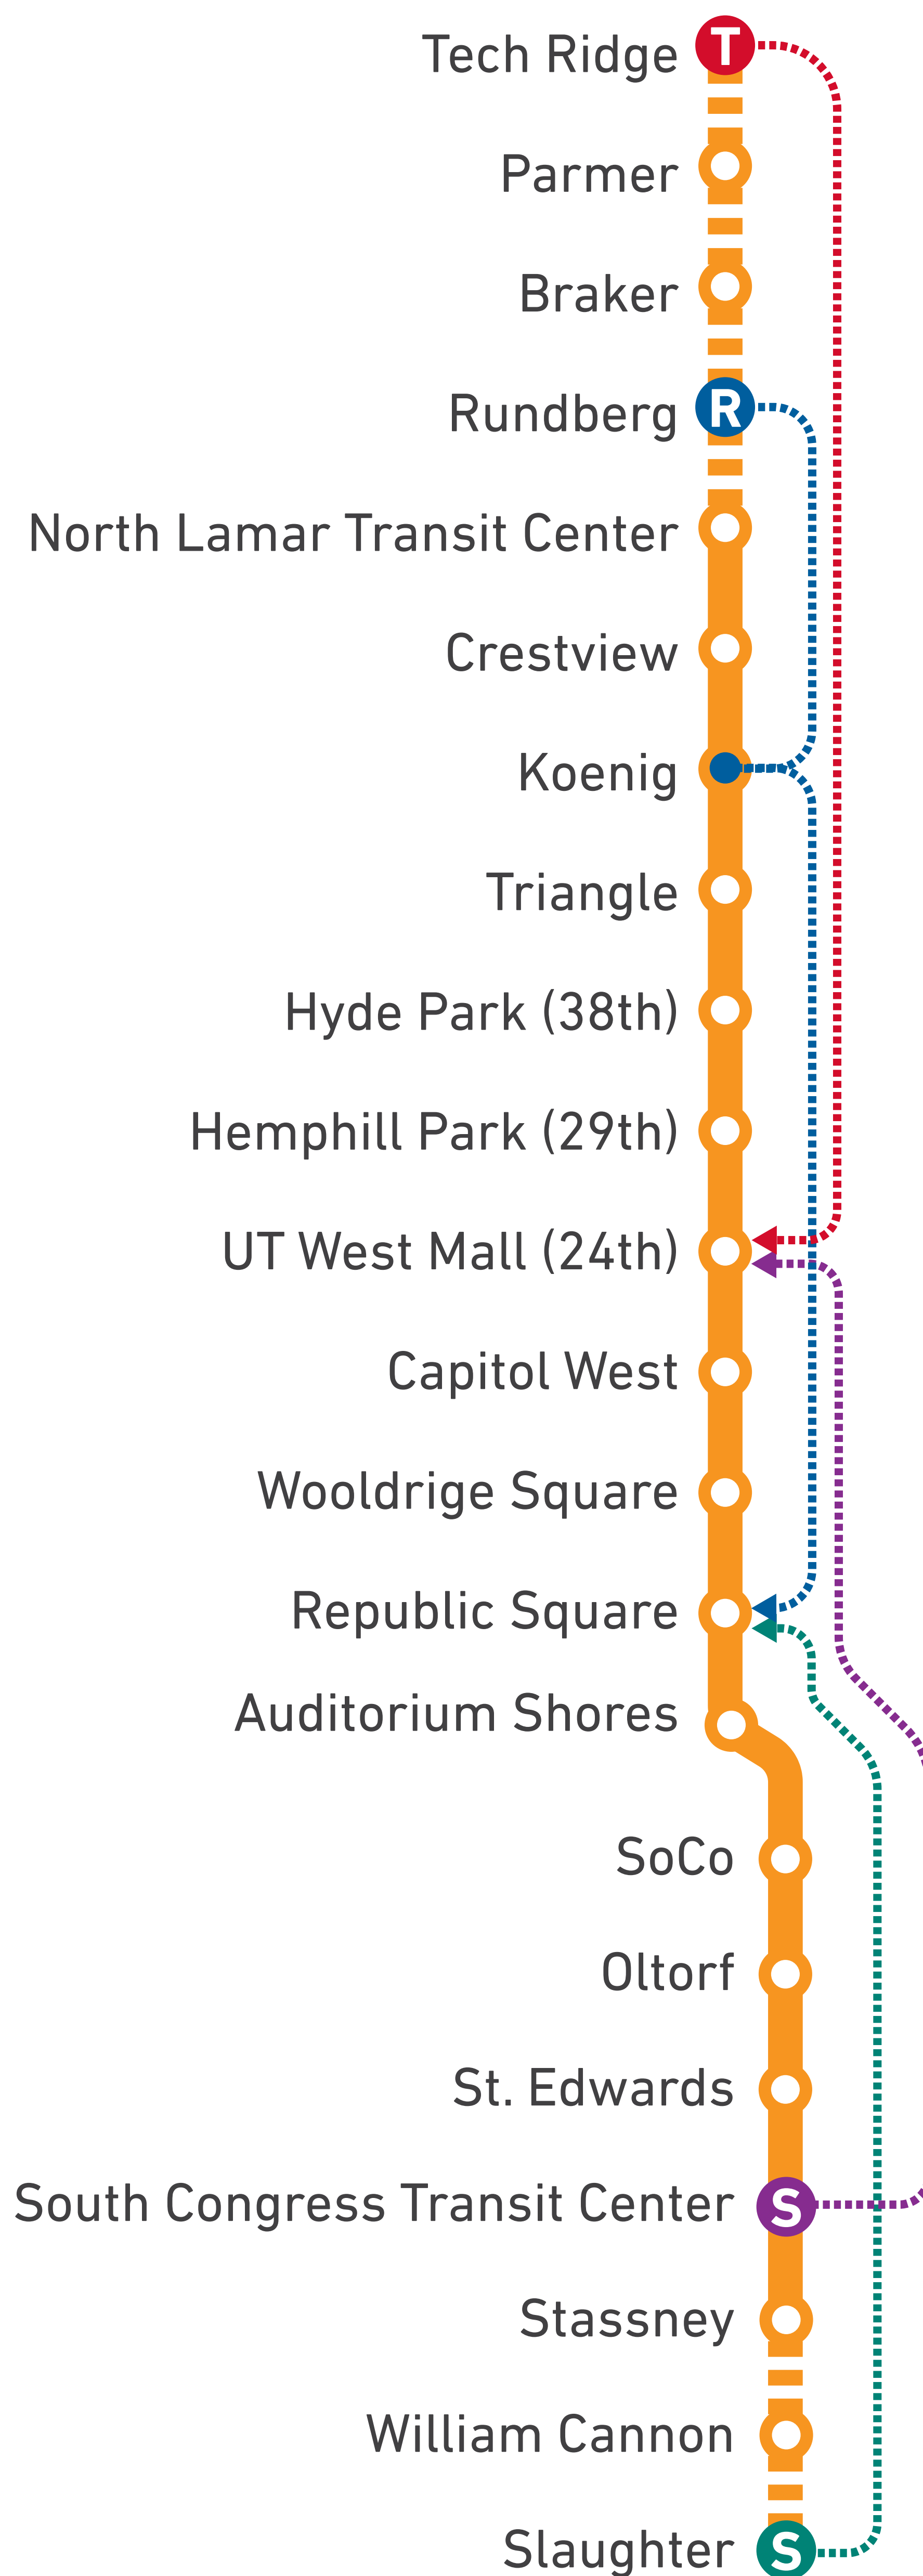 Tech Ridge T
Parmer
Braker
Rundberg R
North Lamar Transit Center
Crestview
Koenig
Triangle
Hyde Park (38th)
Hemphill Park (29th)
UT West Mall (24th)
Capitol West
Wooldrige Square
Republic Square
Auditorium Shores
SoCo
Oltorf
St. Edwards
South Congress Transit Center S
Stassney
William Cannon
Slaughter S